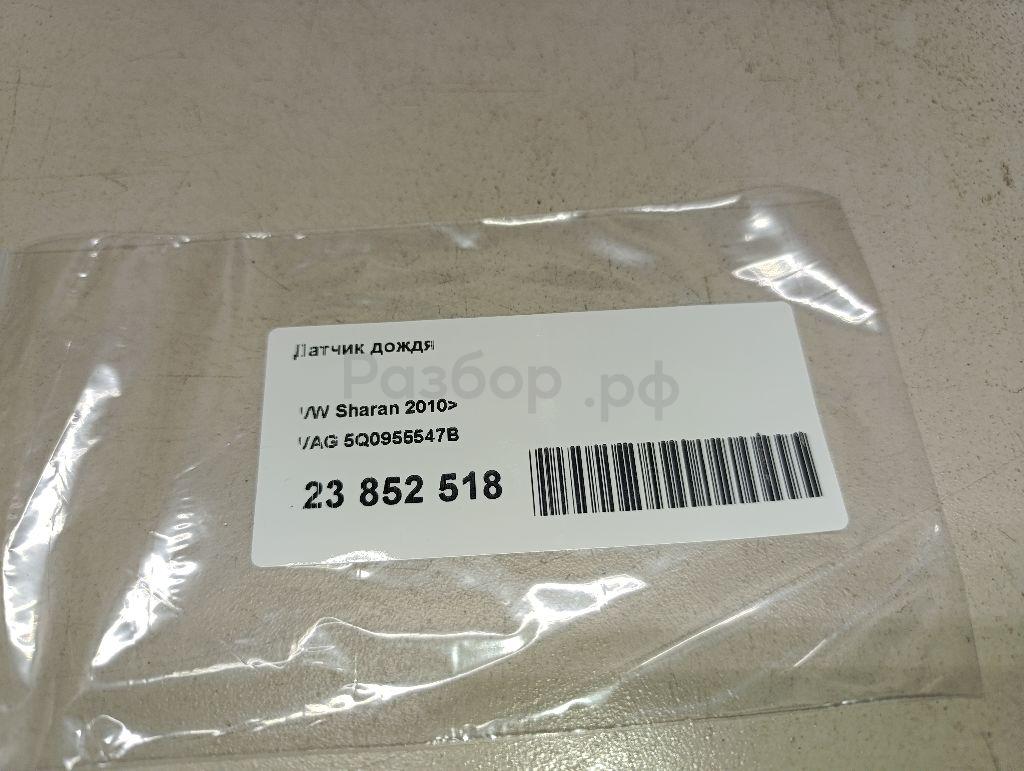 Датчик дождя
Разбор.рф
VW Sharan 2010>
VAG 5Q0955547B
23 852 518